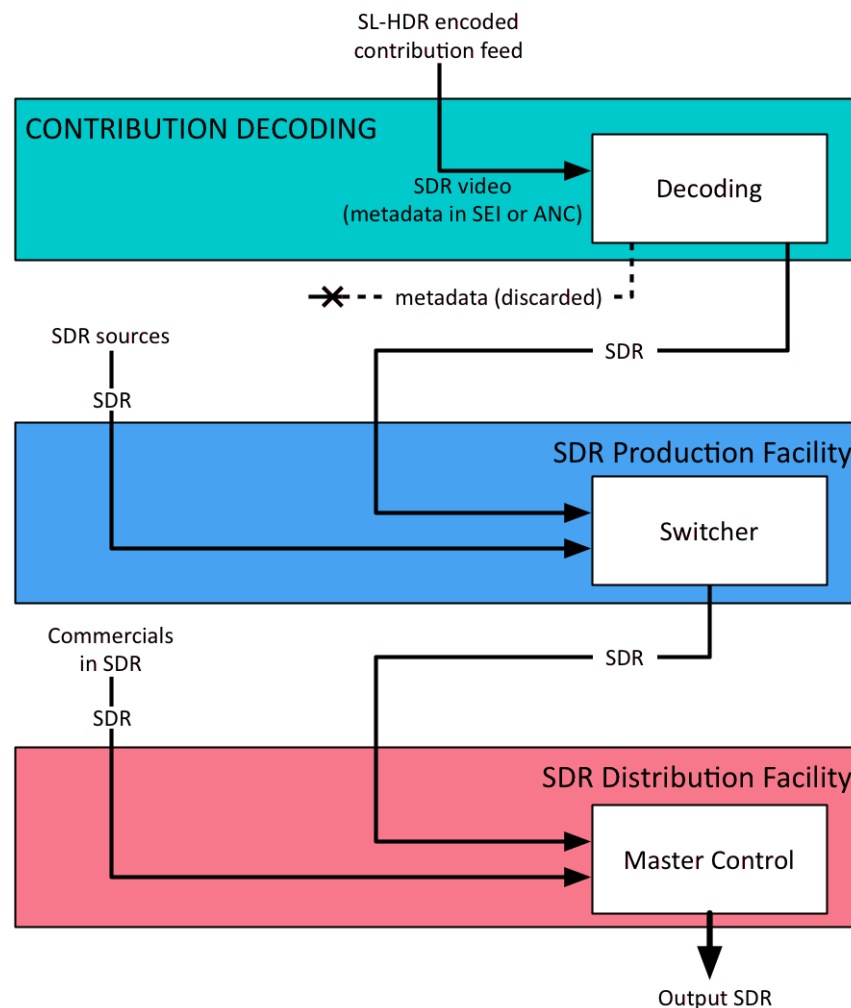 SL-HDR encoded
contribution feed
CONTRIBUTION DECODING
Decoding
SDR video
(metadata in SEI or ANC)
metadata (discarded)
SDR sources
SDR
SDR
SDR Production Facility
Switcher
Commercials
in SDR
SDR
SDR
SDR Distribution Facility
Master Control
Output SDR